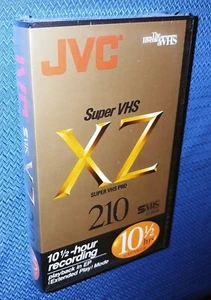 JVC
Super VHS
XZ
SUPER VHS PRO
210
S VHS
10½-hour
recording
playback in EP
(Extended Play) Mode
10½
hrs